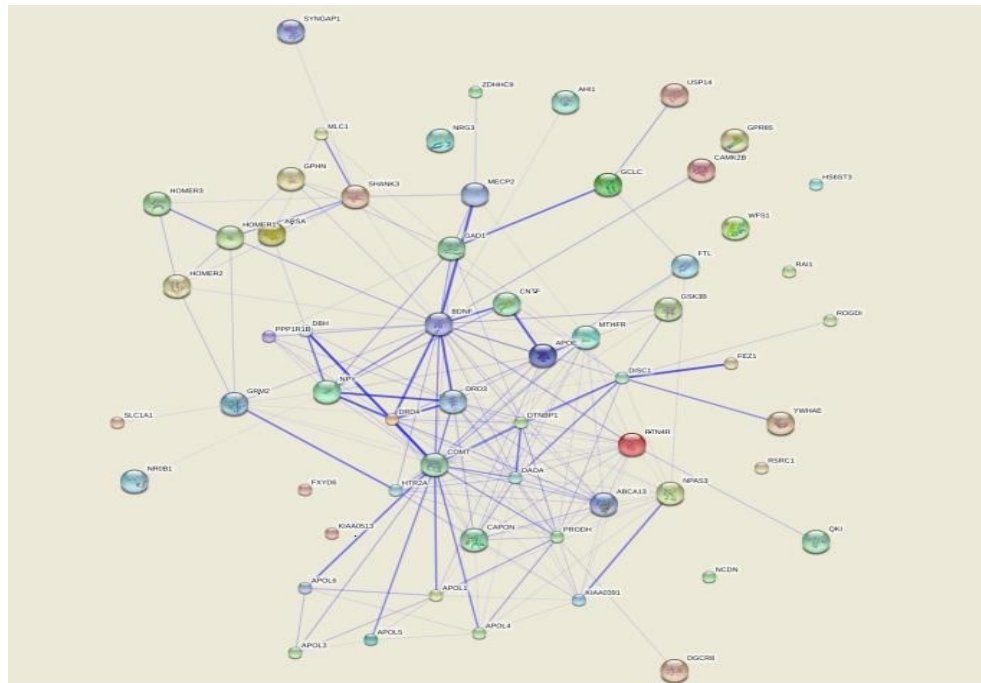 SYNGAP1
ZDHHC8
AHI1
USP14
MLC1
NRG3
GPR85
CAMK2B
GPHN
GCLC
HS6ST3
SHANK3
MECP2
HOMER3
HOMER1
ARSA
GAD1
WFS1
FTL
RAI1
HOMER2
CNTF
GSK3B
BDNF
ROGDI
DBH
PPP1R1B
MTHFR
APOE
FEZ1
DISC1
NPY
GRM2
DRD3
DRD4
SLC1A1
DTNBP1
YWHAE
RTN4R
COMT
RSRC1
NR0B1
DAOA
FXYD6
HTR2A
ABCA13
NPAS3
KIAA0513
CAPON
PRODH
QKI
NCDN
APOL6
APOL1
KIAA0391
APOL5
APOL4
APOL3
DGCR8